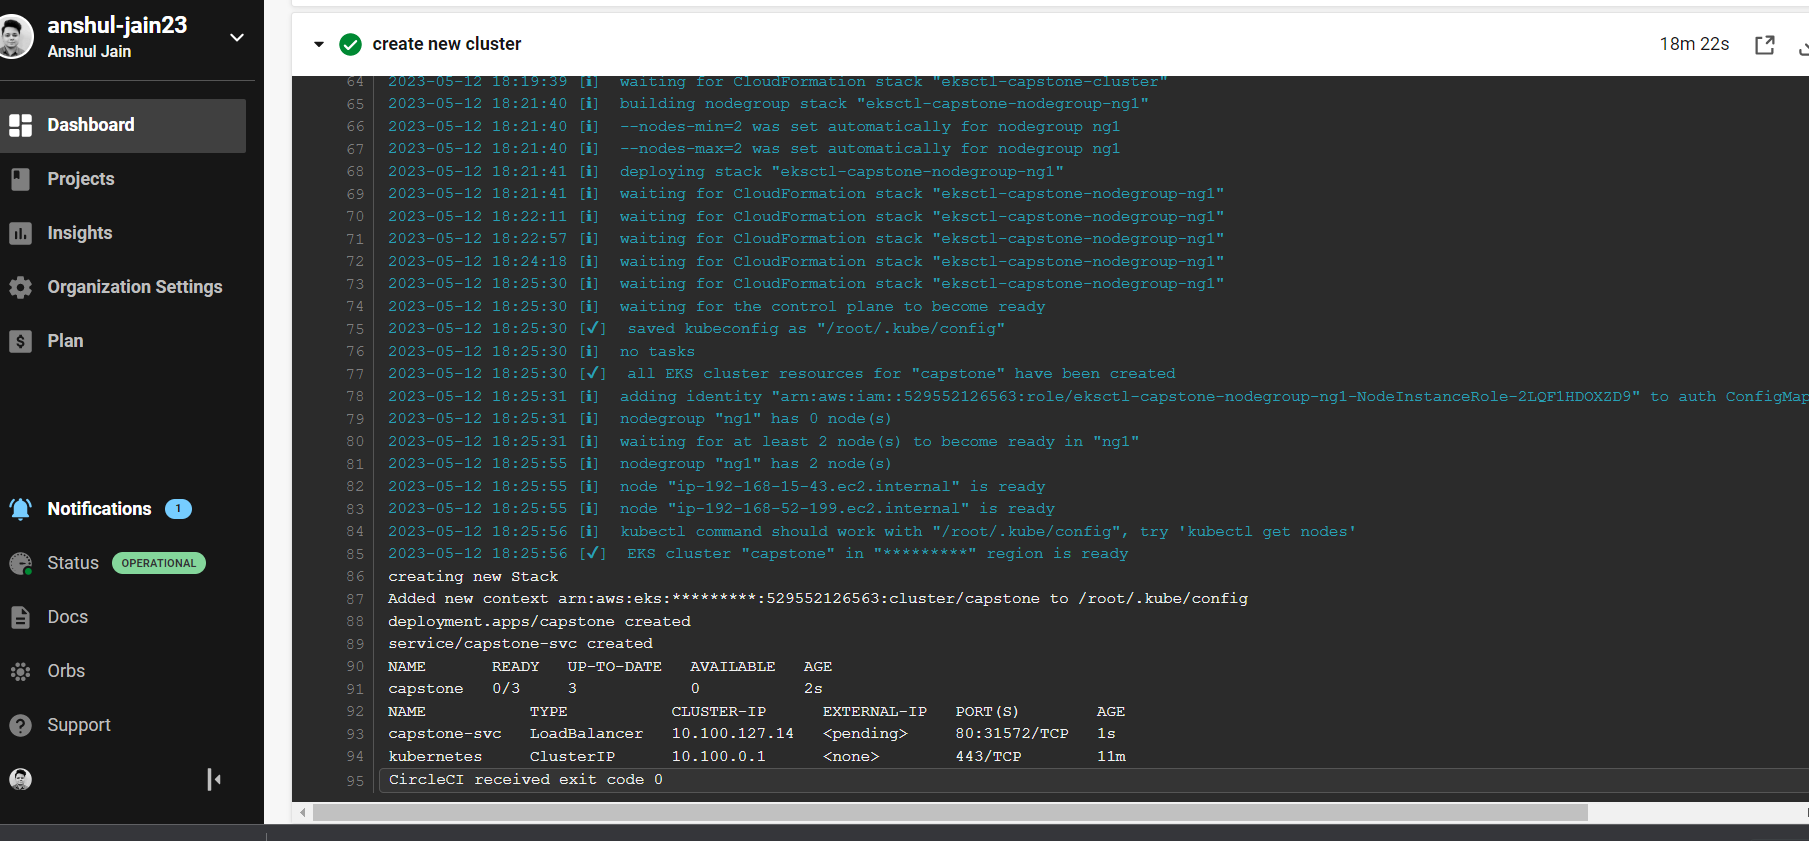 anshul-jain23
Anshul Jain
Dashboard
Projects
Insights
Organization Settings
Plan
Notifications 1
Status OPERATIONAL
Docs
Orbs
Support
create new cluster 18m 22s
64 2023-05-12 18:19:39 [ℹ] waiting for CloudFormation stack "eksctl-capstone-cluster"
65 2023-05-12 18:21:40 [ℹ] building nodegroup stack "eksctl-capstone-nodegroup-ng1"
66 2023-05-12 18:21:40 [ℹ] --nodes-min=2 was set automatically for nodegroup ng1
67 2023-05-12 18:21:40 [ℹ] --nodes-max=2 was set automatically for nodegroup ng1
68 2023-05-12 18:21:41 [ℹ] deploying stack "eksctl-capstone-nodegroup-ng1"
69 2023-05-12 18:21:41 [ℹ] waiting for CloudFormation stack "eksctl-capstone-nodegroup-ng1"
70 2023-05-12 18:22:11 [ℹ] waiting for CloudFormation stack "eksctl-capstone-nodegroup-ng1"
71 2023-05-12 18:22:57 [ℹ] waiting for CloudFormation stack "eksctl-capstone-nodegroup-ng1"
72 2023-05-12 18:24:18 [ℹ] waiting for CloudFormation stack "eksctl-capstone-nodegroup-ng1"
73 2023-05-12 18:25:30 [ℹ] waiting for CloudFormation stack "eksctl-capstone-nodegroup-ng1"
74 2023-05-12 18:25:30 [ℹ] waiting for the control plane to become ready
75 2023-05-12 18:25:30 [✔] saved kubeconfig as "/root/.kube/config"
76 2023-05-12 18:25:30 [ℹ] no tasks
77 2023-05-12 18:25:30 [✔] all EKS cluster resources for "capstone" have been created
78 2023-05-12 18:25:31 [ℹ] adding identity "arn:aws:iam::529552126563:role/eksctl-capstone-nodegroup-ng1-NodeInstanceRole-2LQF1HDOXZD9" to auth ConfigMap
79 2023-05-12 18:25:31 [ℹ] nodegroup "ng1" has 0 node(s)
80 2023-05-12 18:25:31 [ℹ] waiting for at least 2 node(s) to become ready in "ng1"
81 2023-05-12 18:25:55 [ℹ] nodegroup "ng1" has 2 node(s)
82 2023-05-12 18:25:55 [ℹ] node "ip-192-168-15-43.ec2.internal" is ready
83 2023-05-12 18:25:55 [ℹ] node "ip-192-168-52-199.ec2.internal" is ready
84 2023-05-12 18:25:56 [ℹ] kubectl command should work with "/root/.kube/config", try 'kubectl get nodes'
85 2023-05-12 18:25:56 [✔] EKS cluster "capstone" in "*********" region is ready
86 creating new Stack
87 Added new context arn:aws:eks:*********:529552126563:cluster/capstone to /root/.kube/config
88 deployment.apps/capstone created
89 service/capstone-svc created
90 NAME READY UP-TO-DATE AVAILABLE AGE
91 capstone 0/3 3 0 2s
92 NAME TYPE CLUSTER-IP EXTERNAL-IP PORT(S) AGE
93 capstone-svc LoadBalancer 10.100.127.14 <pending> 80:31572/TCP 1s
94 kubernetes ClusterIP 10.100.0.1 <none> 443/TCP 11m
95 CircleCI received exit code 0